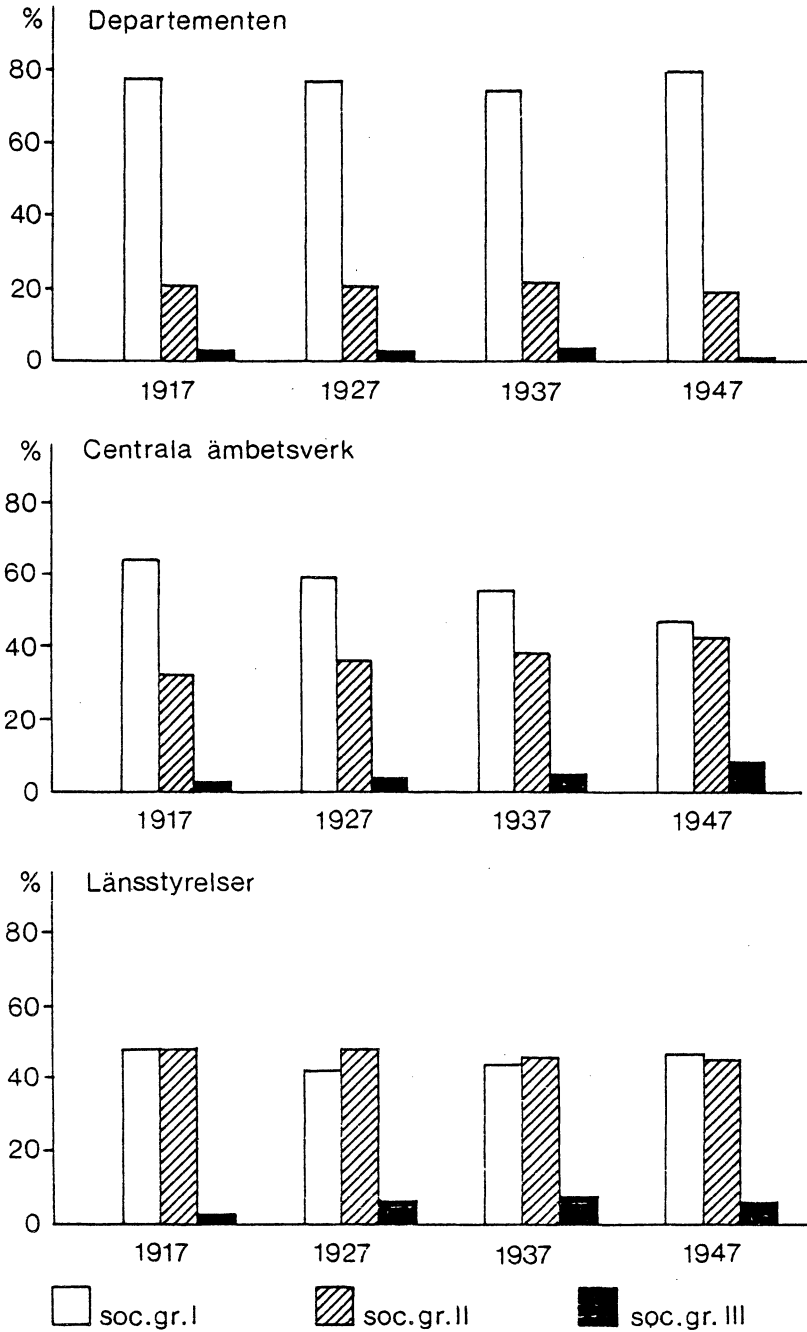 % Departementen
80
60
40
20
0
1917 1927 1937 1947
% Centrala ämbetsverk
80
60
40
20
0
1917 1927 1937 1947
% Länsstyrelser
80
60
40
20
0
1917 1927 1937 1947
soc.gr.I soc.gr.II soc.gr.III